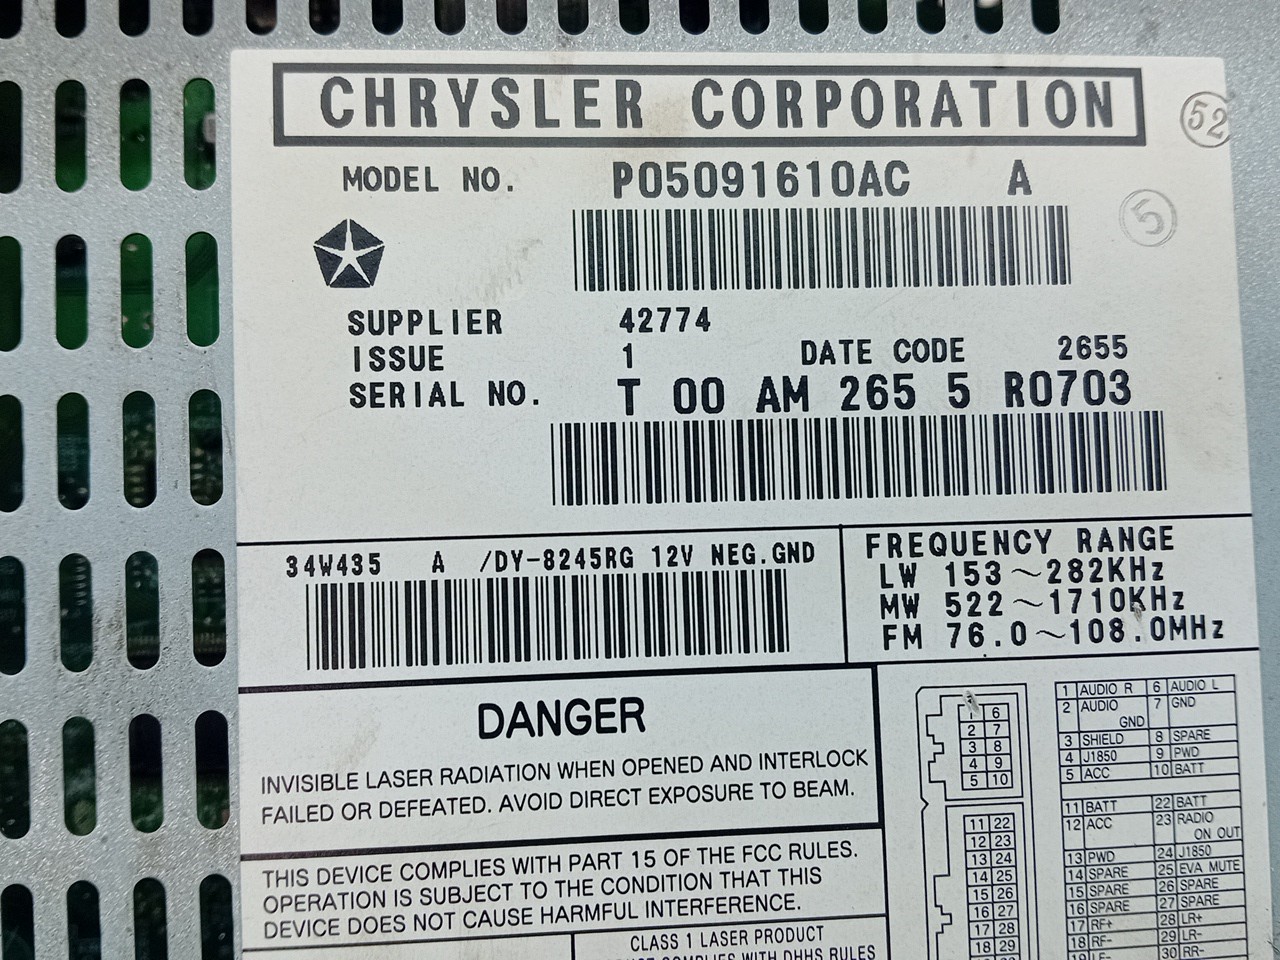 CHRYSLER CORPORATION
52
MODEL NO. P05091610AC A
5
SUPPLIER 42774
ISSUE 1 DATE CODE 2655
SERIAL NO. T 00 AM 265 5 R0703
34W435 A /DY-8245RG 12V NEG.GND
FREQUENCY RANGE
LW 153~282KHz
MW 522~1710KHz
FM 76.0~108.0MHz
DANGER
INVISIBLE LASER RADIATION WHEN OPENED AND INTERLOCK
FAILED OR DEFEATED. AVOID DIRECT EXPOSURE TO BEAM.
THIS DEVICE COMPLIES WITH PART 15 OF THE FCC RULES.
OPERATION IS SUBJECT TO THE CONDITION THAT THIS
DEVICE DOES NOT CAUSE HARMFUL INTERFERENCE.
CLASS 1 LASER PRODUCT
COMPLIES WITH DHHS RULES
1 6
2 7
3 8
4 9
5 10
11 22
12 23
13 24
14 25
15 26
16 27
17 28
18 29
1 AUDIO R 6 AUDIO L
2 AUDIO 7 GND
GND
3 SHIELD 8 SPARE
4 J1850 9 PWD
5 ACC 10 BATT
11 BATT 22 BATT
12 ACC 23 RADIO
ON OUT
13 PWD 24 J1850
14 SPARE 25 EVA MUTE
15 SPARE 26 SPARE
16 SPARE 27 SPARE
17 RF+ 28 LR+
18 RF- 29 LR-
19 LF- 30 RR-